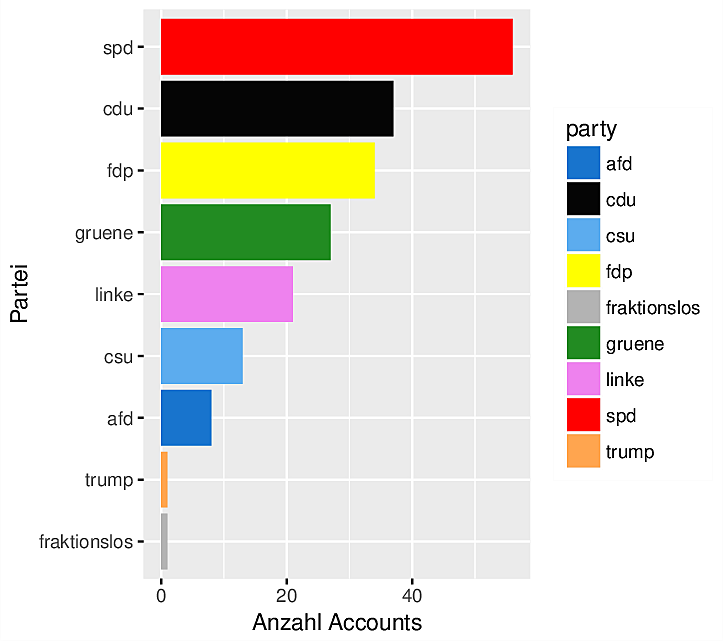 spd
cdu
fdp
gruene
linke
csu
afd
trump
fraktionslos
Partei
0 20 40
Anzahl Accounts
party
afd
cdu
csu
fdp
fraktionslos
gruene
linke
spd
trump